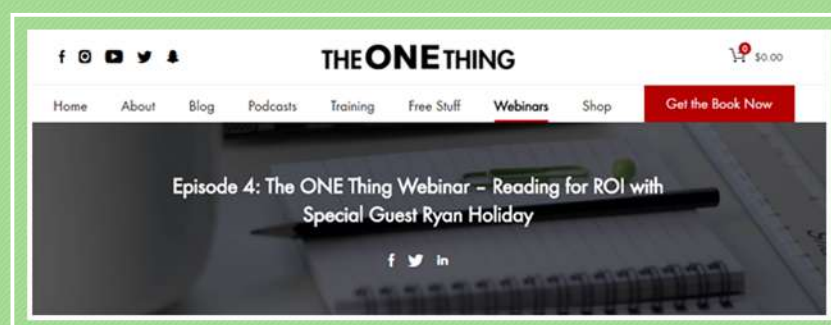 THE ONE THING
0
$0.00
Home About Blog Podcasts Training Free Stuff Webinars Shop Get the Book Now
Episode 4: The ONE Thing Webinar – Reading for ROI with
Special Guest Ryan Holiday